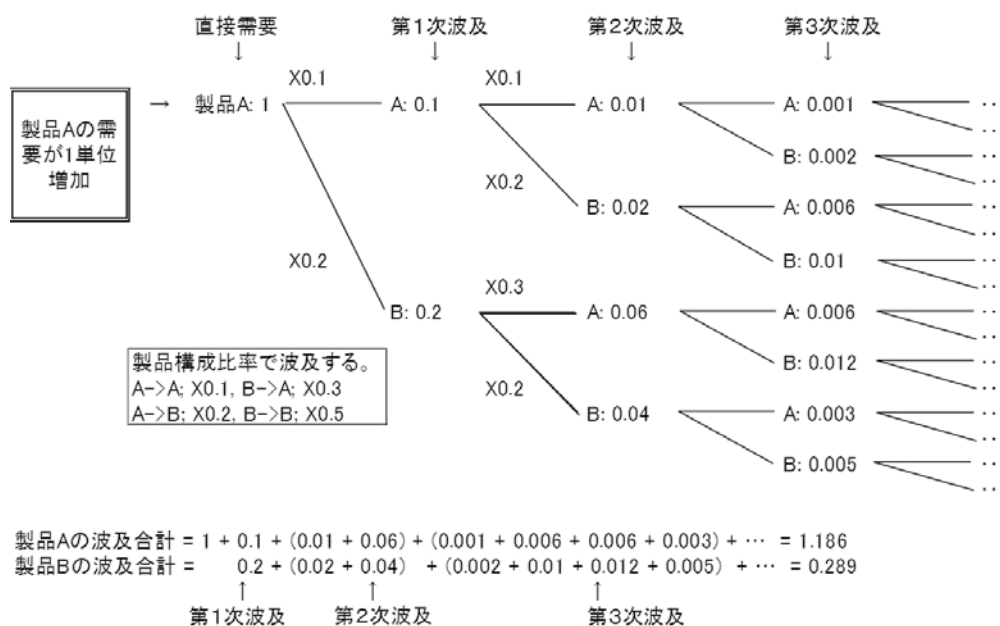 直接需要 第1次波及 第2次波及 第3次波及
↓ ↓ ↓ ↓
X0.1 X0.1
製品Aの需
要が1単位
増加
→ 製品A: 1 A: 0.1 A: 0.01 A: 0.001 ‥
‥
B: 0.002 ‥
X0.2 ‥
B: 0.02 A: 0.006 ‥
‥
X0.2 B: 0.01 ‥
X0.3 ‥
B: 0.2 A: 0.06 A: 0.006 ‥
‥
製品構成比率で波及する。
A->A; X0.1, B->A; X0.3
A->B; X0.2, B->B; X0.5
B: 0.012 ‥
X0.2 ‥
B: 0.04 A: 0.003 ‥
‥
B: 0.005 ‥
‥
製品Aの波及合計 = 1 + 0.1 + (0.01 + 0.06) + (0.001 + 0.006 + 0.006 + 0.003) + ⋯ = 1.186
製品Bの波及合計 = 0.2 + (0.02 + 0.04) + (0.002 + 0.01 + 0.012 + 0.005) + ⋯ = 0.289
↑ ↑ ↑
第1次波及 第2次波及 第3次波及